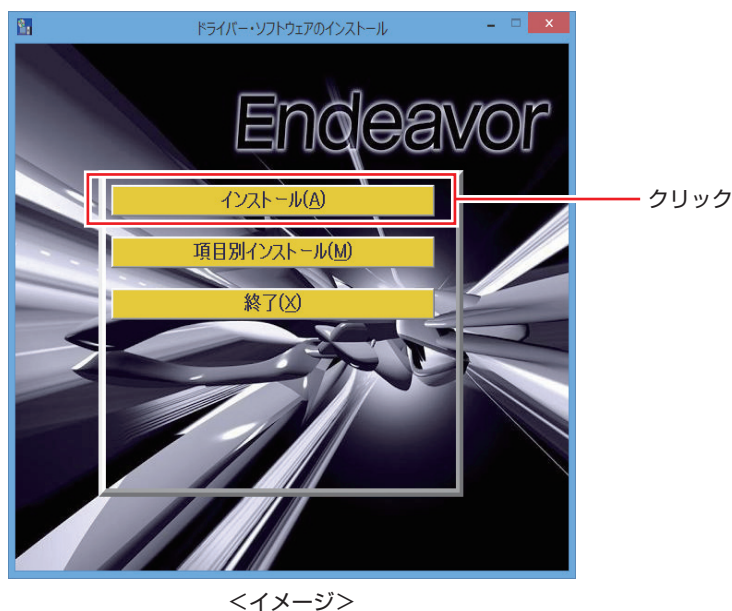 ドライバー・ソフトウェアのインストール
Endeavor
インストール(A)
クリック
項目別インストール(M)
終了(X)
＜イメージ＞